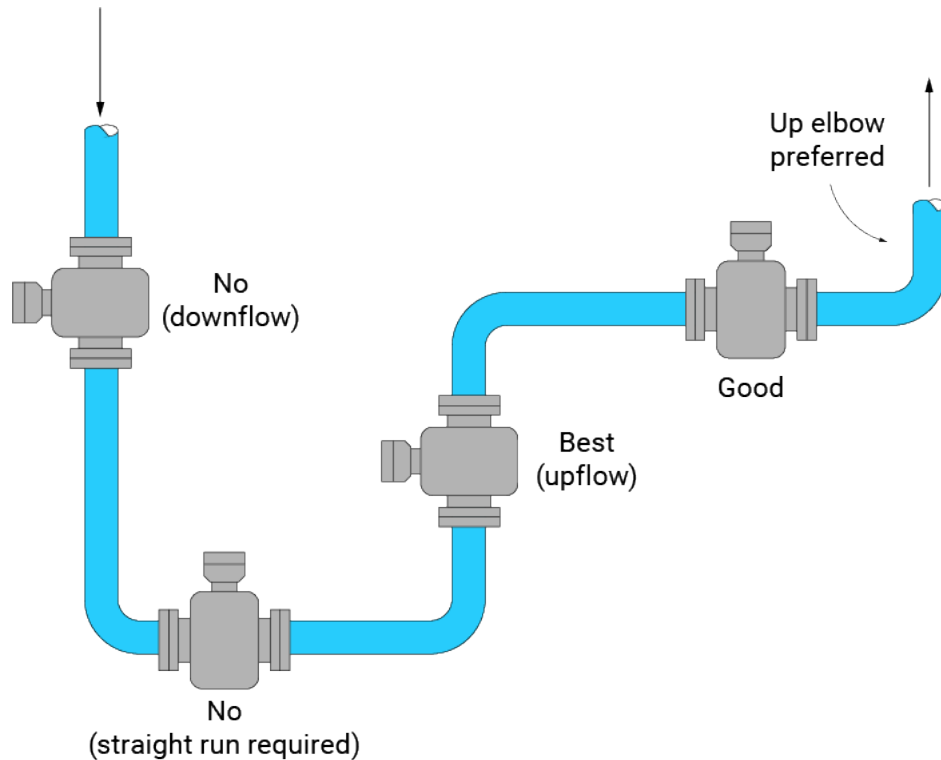 Up elbow
preferred
No
(downflow)
Good
Best
(upflow)
No
(straight run required)